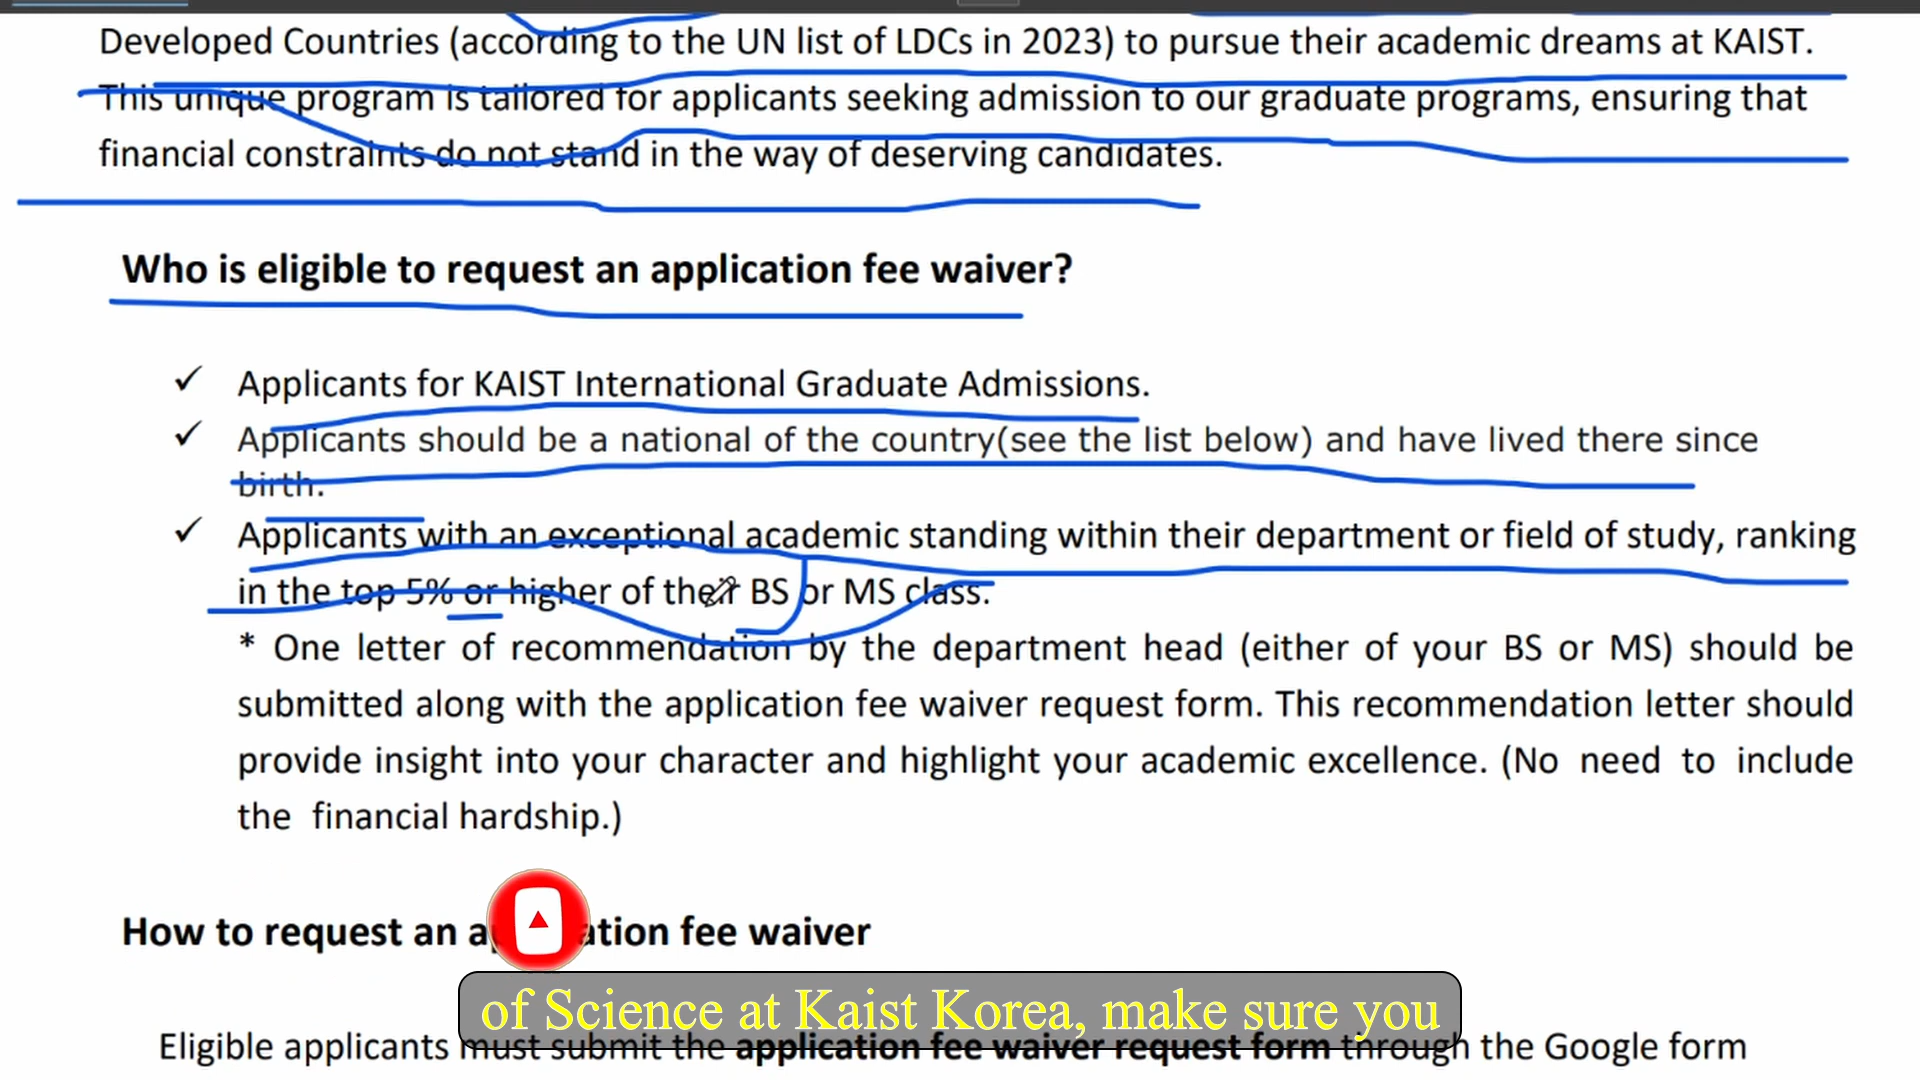 Developed Countries (according to the UN list of LDCs in 2023) to pursue their academic dreams at KAIST.
This unique program is tailored for applicants seeking admission to our graduate programs, ensuring that
financial constraints do not stand in the way of deserving candidates.
Who is eligible to request an application fee waiver?
✓ Applicants for KAIST International Graduate Admissions.
✓ Applicants should be a national of the country(see the list below) and have lived there since
birth.
✓ Applicants with an exceptional academic standing within their department or field of study, ranking
in the top 5% or higher of their BS or MS class.
* One letter of recommendation by the department head (either of your BS or MS) should be
submitted along with the application fee waiver request form. This recommendation letter should
provide insight into your character and highlight your academic excellence. (No need to include
the financial hardship.)
How to request an a ation fee waiver
of Science at Kaist Korea, make sure you
Eligible applicants must submit the application fee waiver request form through the Google form